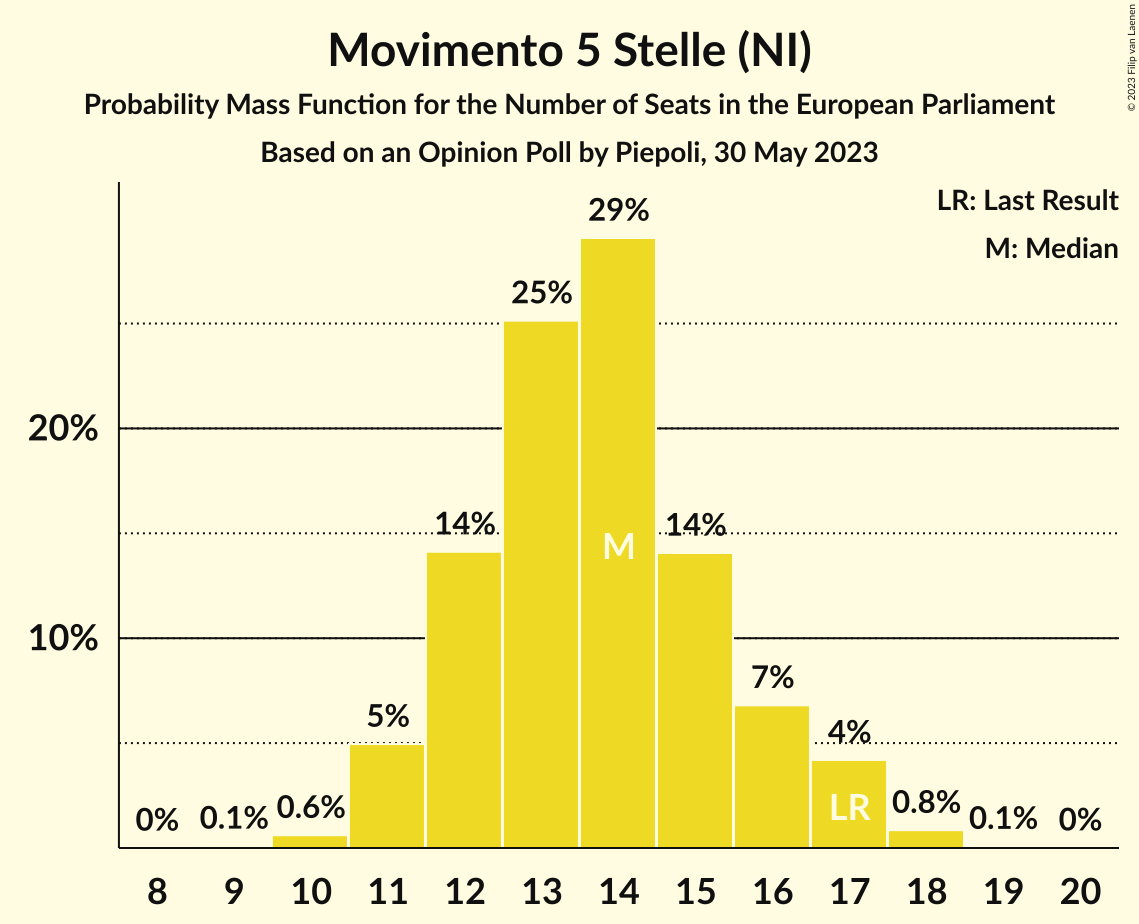 Movimento 5 Stelle (NI)
Probability Mass Function for the Number of Seats in the European Parliament
Based on an Opinion Poll by Piepoli, 30 May 2023
© 2023 Filip van Laenen
LR: Last Result
M: Median
20%
10%
0%
0.1%
0.6%
5%
14%
25%
29%
14%
7%
4%
0.8%
0.1%
0%
M
LR
8 9 10 11 12 13 14 15 16 17 18 19 20